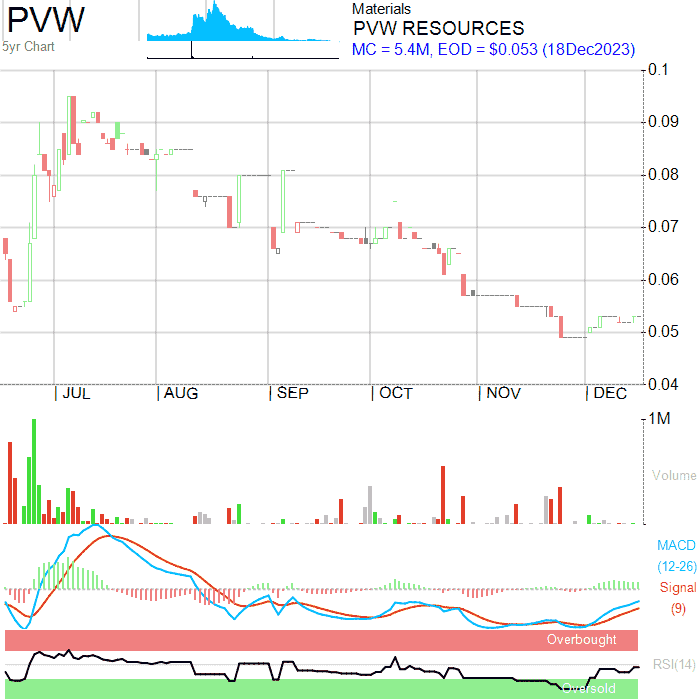 PVW
5yr Chart
Materials
PVW RESOURCES
MC = 5.4M, EOD = $0.053 (18Dec2023)
0.1
0.09
0.08
0.07
0.06
0.05
0.04
JUL AUG SEP OCT NOV DEC
1M
Volume
MACD
(12-26)
Signal
(9)
Overbought
RSI(14)
Oversold